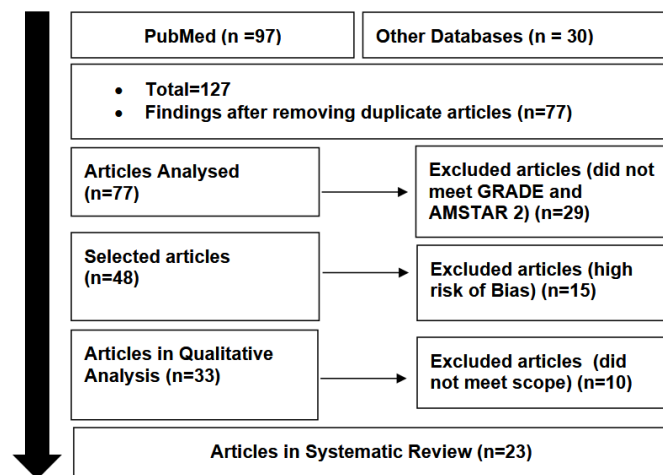 PubMed (n =97)
Other Databases (n = 30)
• Total=127
• Findings after removing duplicate articles (n=77)
Articles Analysed
(n=77)
Excluded articles (did not
meet GRADE and
AMSTAR 2) (n=29)
Selected articles
(n=48)
Excluded articles (high
risk of Bias) (n=15)
Articles in Qualitative
Analysis (n=33)
Excluded articles (did
not meet scope) (n=10)
Articles in Systematic Review (n=23)